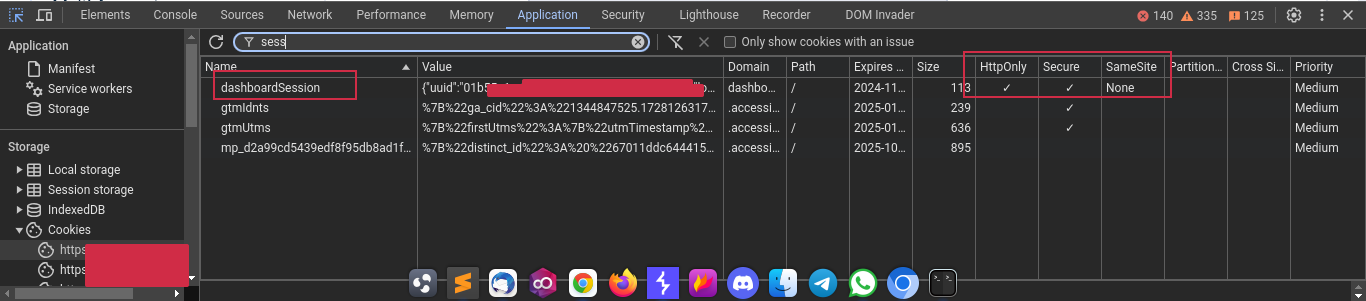 Elements Console Sources Network Performance Memory Application Security Lighthouse Recorder DOM Invader 140 335 125
Application
Manifest
Service workers
Storage
Storage
Local storage
Session storage
IndexedDB
Cookies
https
https
sess
Only show cookies with an issue
Name Value Domain Path Expires ... Size HttpOnly Secure SameSite Partition... Cross Si... Priority
dashboardSession {"uuid":"01b55 dashbo... / 2024-11... 113 ✓ ✓ None Medium
gtmIdnts %7B%22ga_cid%22%3A%221344847525.1728126317... .accessi... / 2025-01... 239 ✓ Medium
gtmUtms %7B%22firstUtms%22%3A%7B%22utmTimestamp%2... .accessi... / 2025-01... 636 ✓ Medium
mp_d2a99cd5439edf8f95db8ad1f... %7B%22distinct_id%22%3A%20%2267011ddc644415... .accessi... / 2025-10... 895 Medium